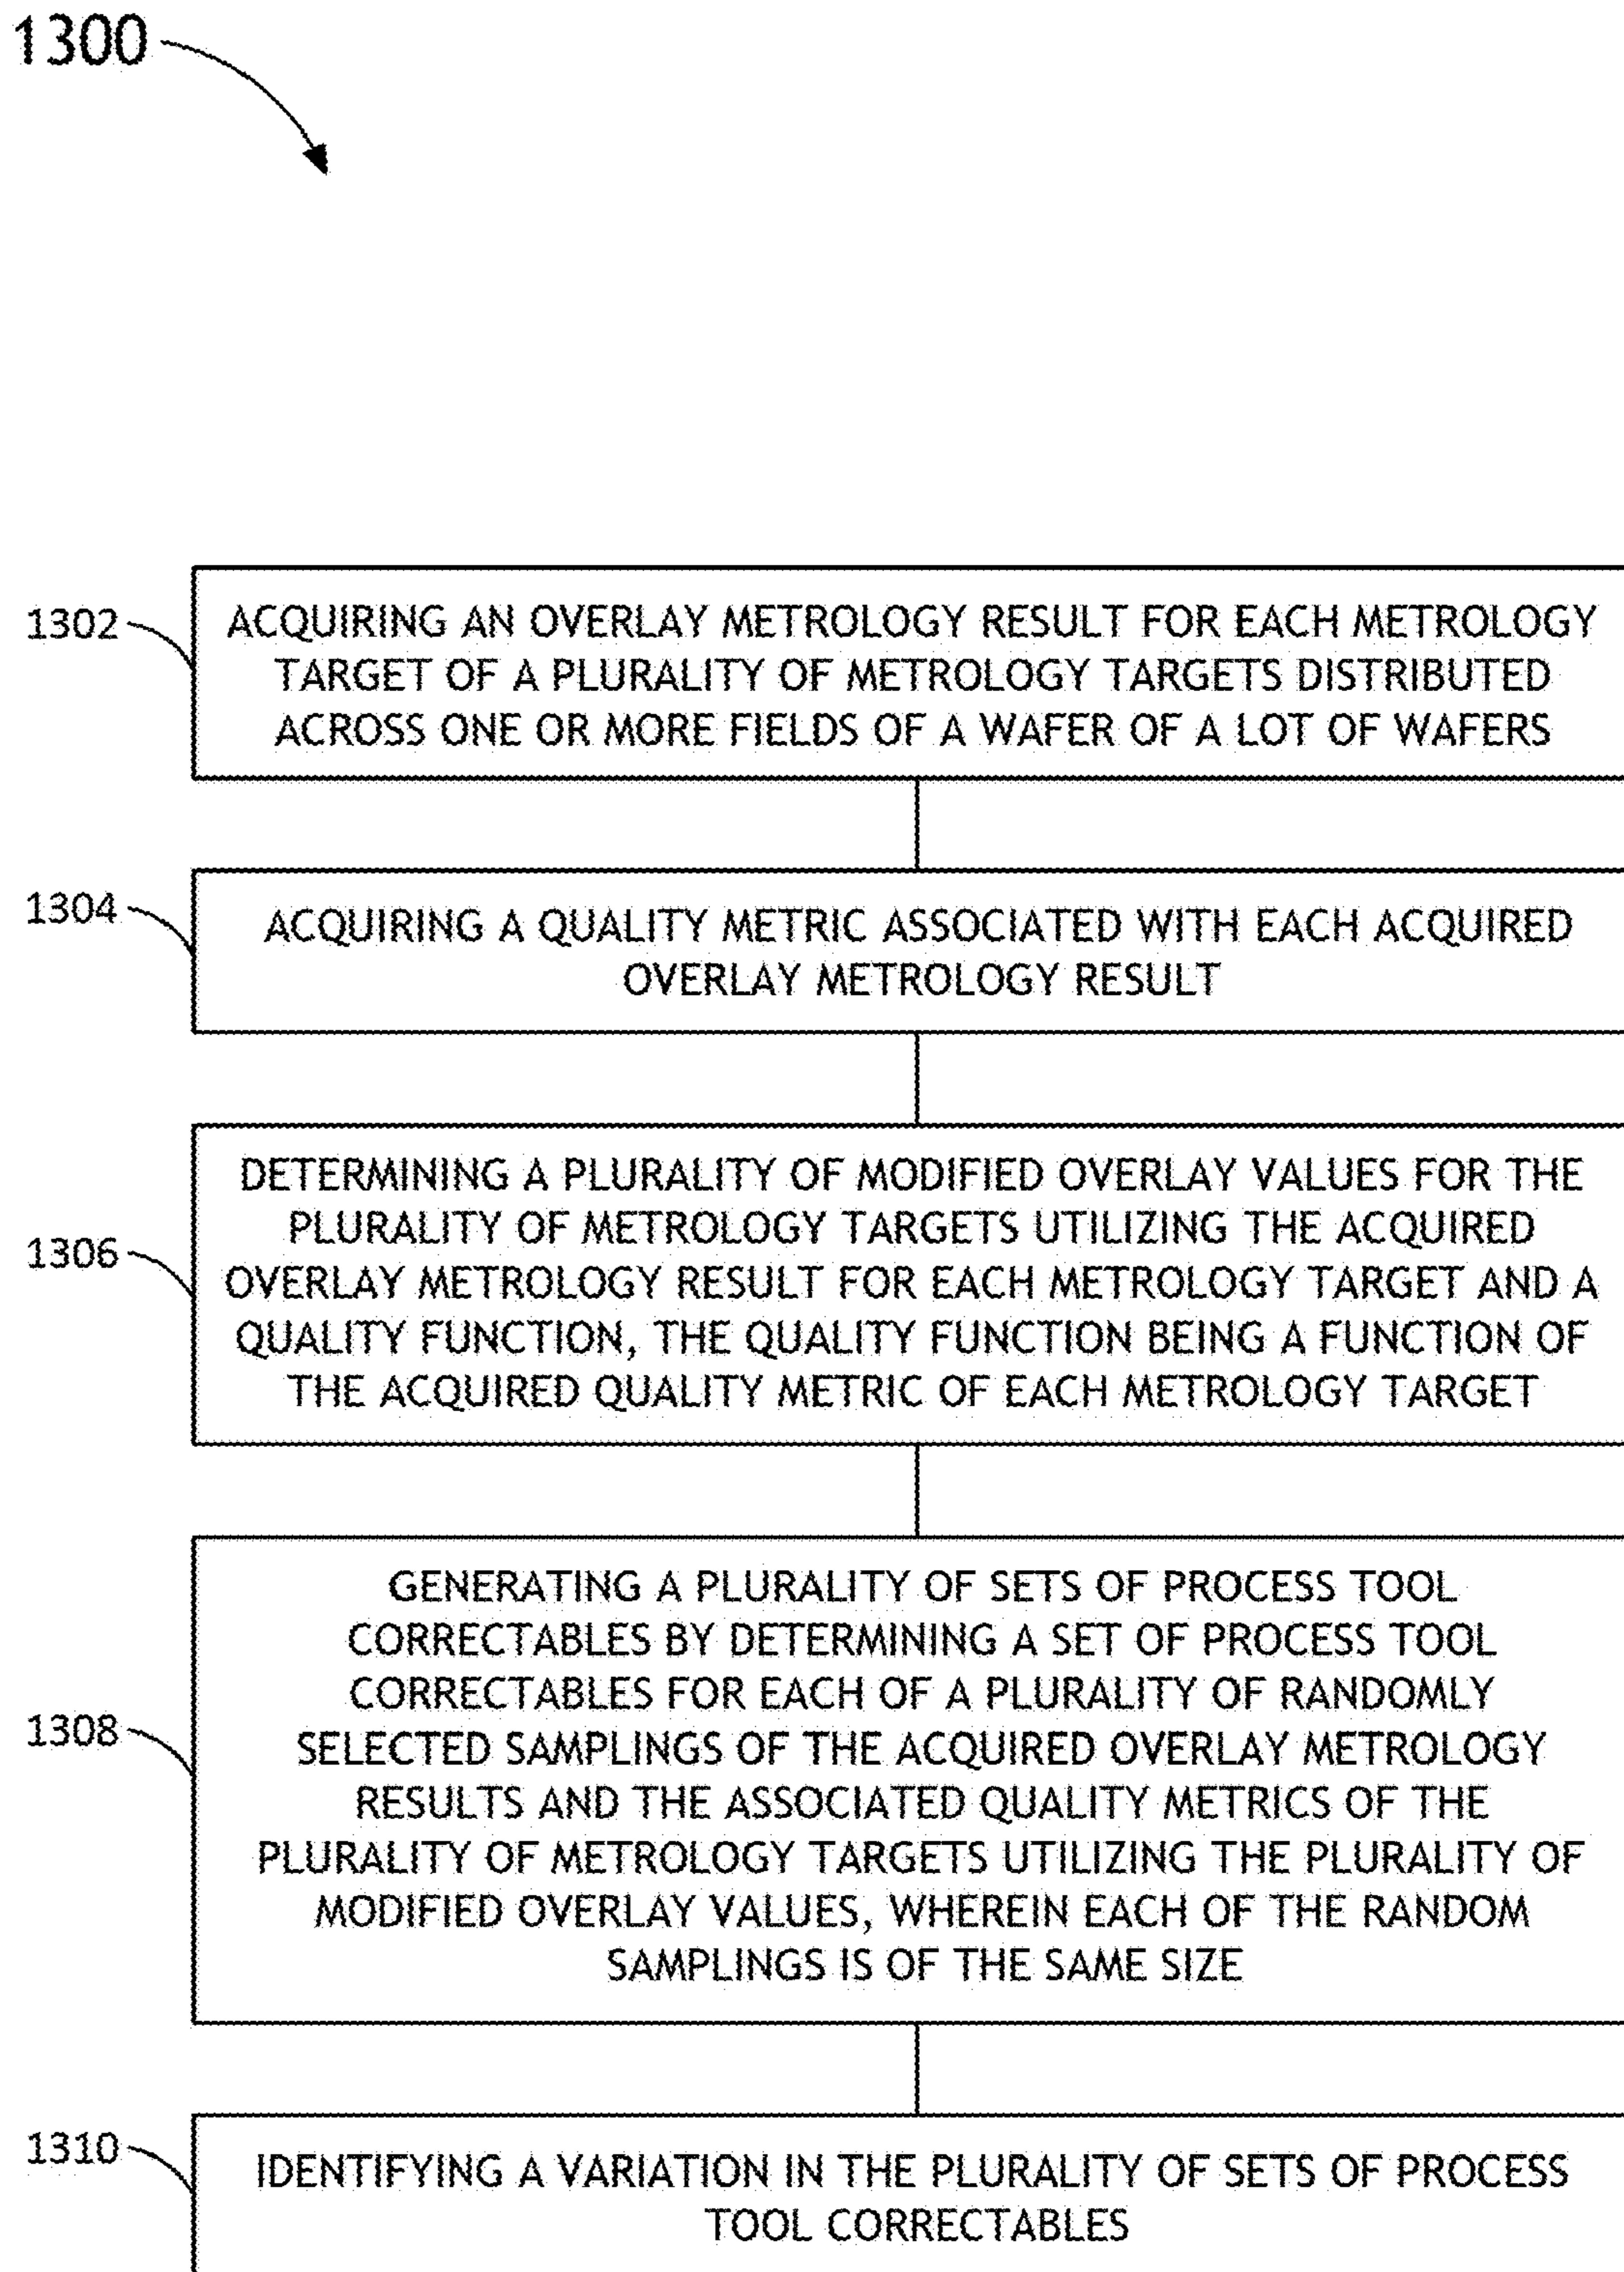 1300
1302
ACQUIRING AN OVERLAY METROLOGY RESULT FOR EACH METROLOGY
TARGET OF A PLURALITY OF METROLOGY TARGETS DISTRIBUTED
ACROSS ONE OR MORE FIELDS OF A WAFER OF A LOT OF WAFERS
1304
ACQUIRING A QUALITY METRIC ASSOCIATED WITH EACH ACQUIRED
OVERLAY METROLOGY RESULT
1306
DETERMINING A PLURALITY OF MODIFIED OVERLAY VALUES FOR THE
PLURALITY OF METROLOGY TARGETS UTILIZING THE ACQUIRED
OVERLAY METROLOGY RESULT FOR EACH METROLOGY TARGET AND A
QUALITY FUNCTION, THE QUALITY FUNCTION BEING A FUNCTION OF
THE ACQUIRED QUALITY METRIC OF EACH METROLOGY TARGET
1308
GENERATING A PLURALITY OF SETS OF PROCESS TOOL
CORRECTABLES BY DETERMINING A SET OF PROCESS TOOL
CORRECTABLES FOR EACH OF A PLURALITY OF RANDOMLY
SELECTED SAMPLINGS OF THE ACQUIRED OVERLAY METROLOGY
RESULTS AND THE ASSOCIATED QUALITY METRICS OF THE
PLURALITY OF METROLOGY TARGETS UTILIZING THE PLURALITY OF
MODIFIED OVERLAY VALUES, WHEREIN EACH OF THE RANDOM
SAMPLINGS IS OF THE SAME SIZE
1310
IDENTIFYING A VARIATION IN THE PLURALITY OF SETS OF PROCESS
TOOL CORRECTABLES